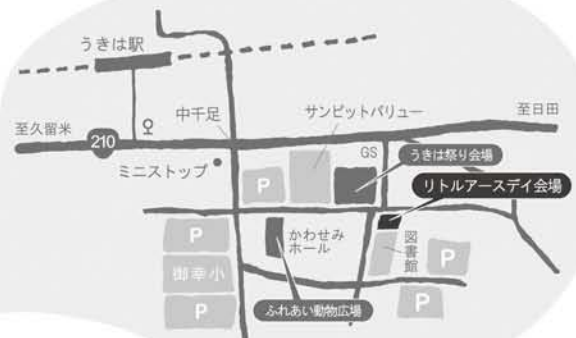 うきは駅
中千足
サンピットバリュー
至日田
至久留米
210
ミニストップ
GS
うきは祭り会場
P
リトルアースデイ会場
P
かわせみ
ホール
図書館
P
御幸小
P
ふれあい動物広場
P